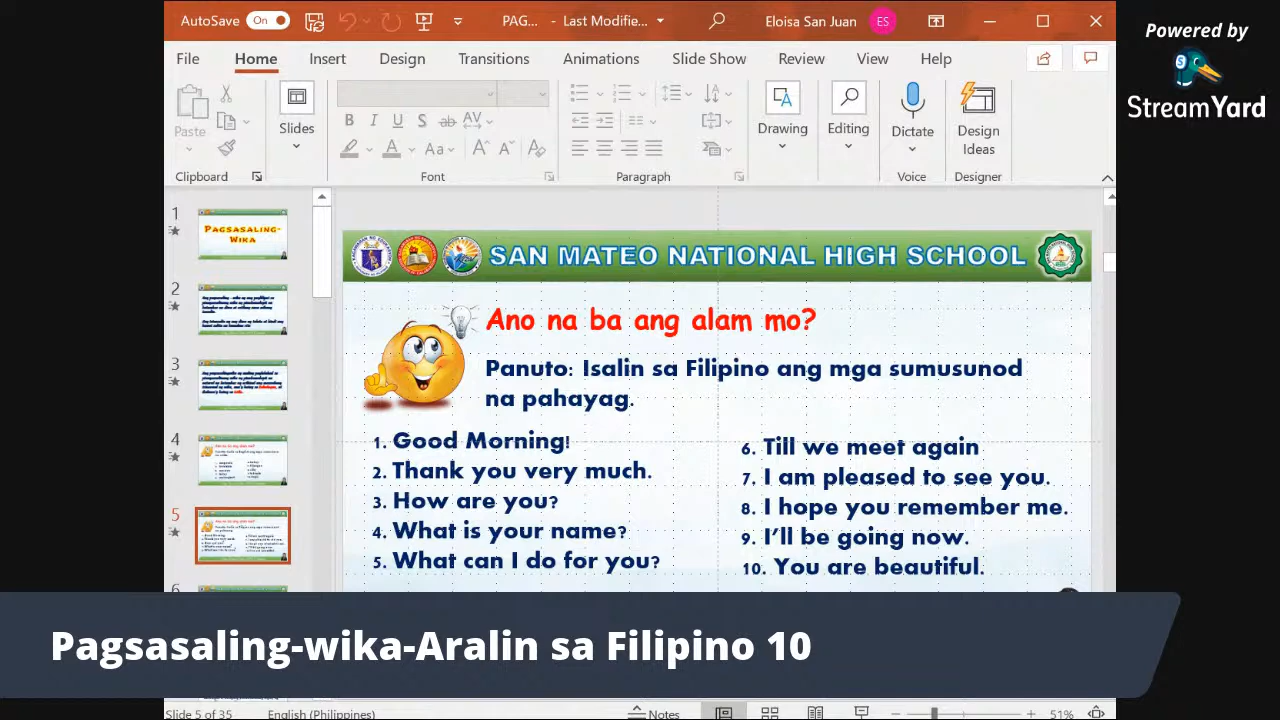 AutoSave On PAG... - Last Modifie... Eloisa San Juan ES
Powered by
StreamYard
File Home Insert Design Transitions Animations Slide Show Review View Help
Paste
Slides
Drawing
Editing
Dictate
Design
Ideas
Clipboard Font Paragraph Voice Designer
1
PAGSASALING-
WIKA
2
3
4
5
6
SAN MATEO NATIONAL HIGH SCHOOL
Ano na ba ang alam mo?
Panuto: Isalin sa Filipino ang mga sumusunod
na pahayag.
1. Good Morning!
2. Thank you very much.
3. How are you?
4. What is your name?
5. What can I do for you?
6. Till we meet again
7. I am pleased to see you.
8. I hope you remember me.
9. I'll be going now.
10. You are beautiful.
Pagsasaling-wika-Aralin sa Filipino 10
Slide 5 of 35 English (Philippines) Notes 51%